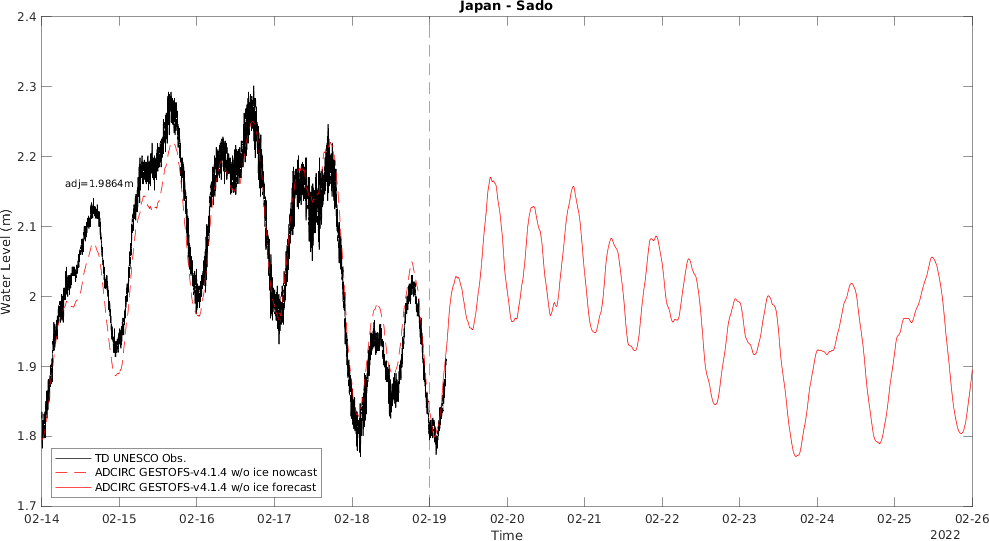 Japan - Sado
2.4
2.3
2.2
2.1
2
1.9
1.8
1.7
Water Level (m)
adj=1.9864m
TD UNESCO Obs.
ADCIRC GESTOFS-v4.1.4 w/o ice nowcast
ADCIRC GESTOFS-v4.1.4 w/o ice forecast
02-14 02-15 02-16 02-17 02-18 02-19 02-20 02-21 02-22 02-23 02-24 02-25 02-26
Time
2022